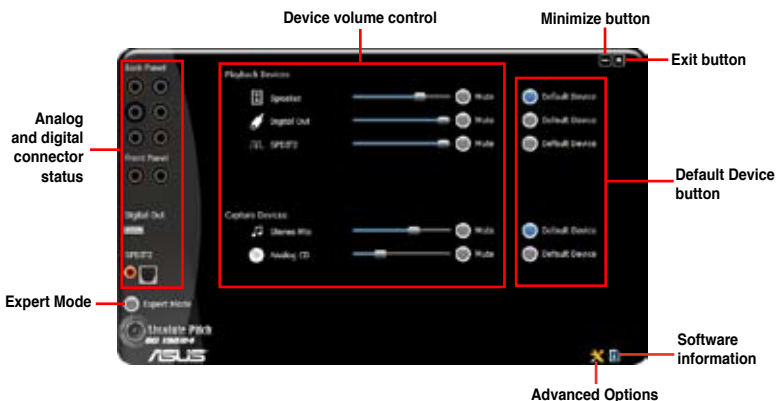 Device volume control
Minimize button
Exit button
Back Panel
Playback Devices
Speaker
Mute
Default Device
Digital Out
Mute
Default Device
SPDIF2
Mute
Default Device
Analog
and digital
connector
status
Front Panel
Default Device
button
Digital Out
Capture Devices
Stereo Mix
Mute
Default Device
Analog CD
Mute
Default Device
SPDIF2
Expert Mode
Expert Mode
Absolute Pitch
ASUS
Software
information
Advanced Options